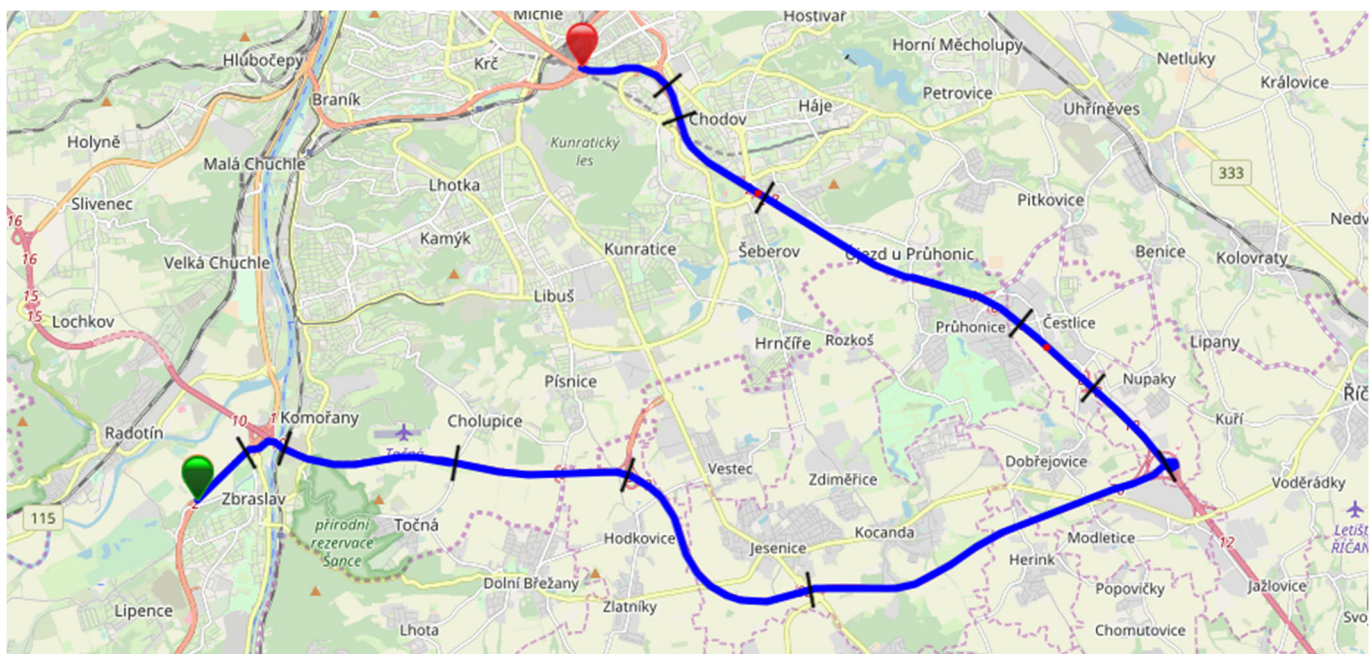 Michle
Hostivař
Horní Měcholupy
Netluky
Hlubočepy
Krč
Královice
Braník
Petrovice
Háje
Uhříněves
Chodov
Holyně
Kunratický
les
Malá Chuchle
333
Lhotka
Slivenec
Pitkovice
16
Kamýk
Kunratice
Šeberov
Újezd u Průhonic
Benice
Kolovraty
16
Velká Chuchle
15
Libuš
15
Lochkov
Průhonice
Čestlice
Hrnčíře
Rozkoš
Lipany
Písnice
Nupaky
10
1
Komořany
Cholupice
Kuří
Radotín
Točná
Vestec
Dobřejovice
Zdiměřice
Voděrádky
Zbraslav
2
115
přírodní
rezervace
Šance
Točná
Hodkovice
Jesenice
Kocanda
Modletice
12
Herink
Dolní Břežany
Jažlovice
Lipence
Zlatníky
Popovičky
Lhota
Chomutovice